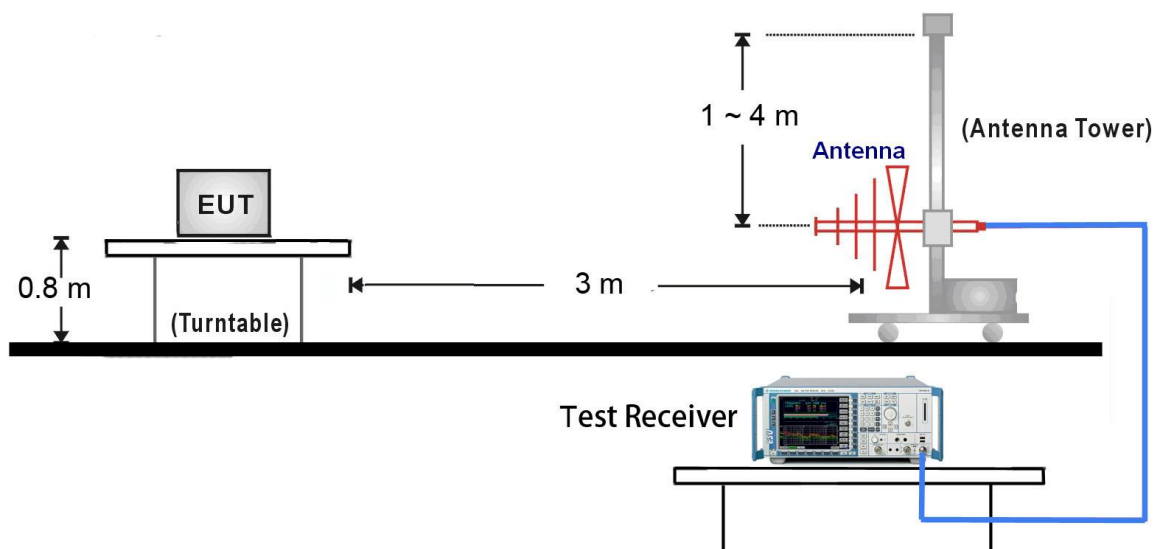 1 ~ 4 m
(Antenna Tower)
Antenna
EUT
0.8 m
3 m
(Turntable)
Test Receiver